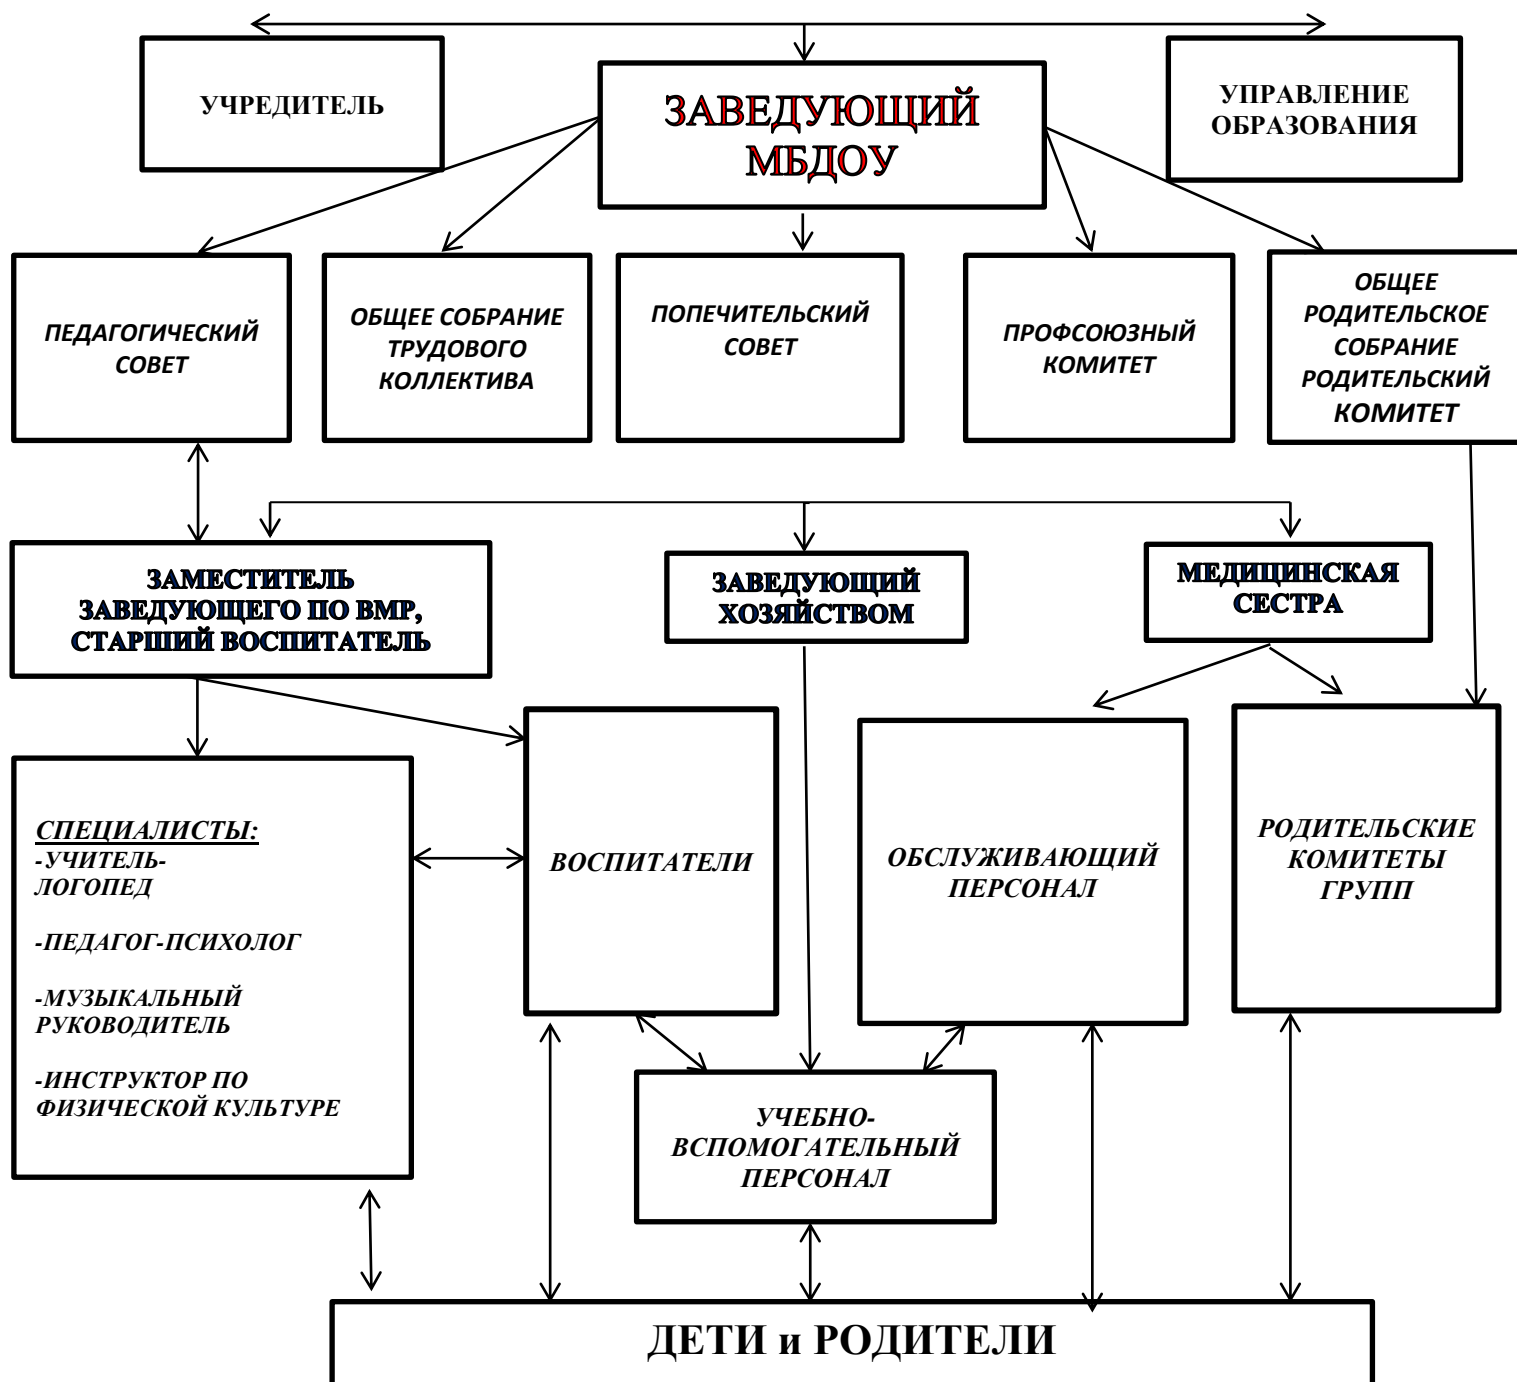 УЧРЕДИТЕЛЬ
ЗАВЕДУЮЩИЙ
МБДОУ
УПРАВЛЕНИЕ
ОБРАЗОВАНИЯ
ПЕДАГОГИЧЕСКИЙ
СОВЕТ
ОБЩЕЕ СОБРАНИЕ
ТРУДОВОГО
КОЛЛЕКТИВА
ПОПЕЧИТЕЛЬСКИЙ
СОВЕТ
ПРОФСОЮЗНЫЙ
КОМИТЕТ
ОБЩЕЕ
РОДИТЕЛЬСКОЕ
СОБРАНИЕ
РОДИТЕЛЬСКИЙ
КОМИТЕТ
ЗАМЕСТИТЕЛЬ
ЗАВЕДУЮЩЕГО ПО ВМР,
СТАРШИЙ ВОСПИТАТЕЛЬ
ЗАВЕДУЮЩИЙ
ХОЗЯЙСТВОМ
МЕДИЦИНСКАЯ
СЕСТРА
СПЕЦИАЛИСТЫ:
-УЧИТЕЛЬ-
ЛОГОПЕД
-ПЕДАГОГ-ПСИХОЛОГ
-МУЗЫКАЛЬНЫЙ
РУКОВОДИТЕЛЬ
-ИНСТРУКТОР ПО
ФИЗИЧЕСКОЙ КУЛЬТУРЕ
ВОСПИТАТЕЛИ
ОБСЛУЖИВАЮЩИЙ
ПЕРСОНАЛ
РОДИТЕЛЬСКИЕ
КОМИТЕТЫ
ГРУПП
УЧЕБНО-
ВСПОМОГАТЕЛЬНЫЙ
ПЕРСОНАЛ
ДЕТИ и РОДИТЕЛИ